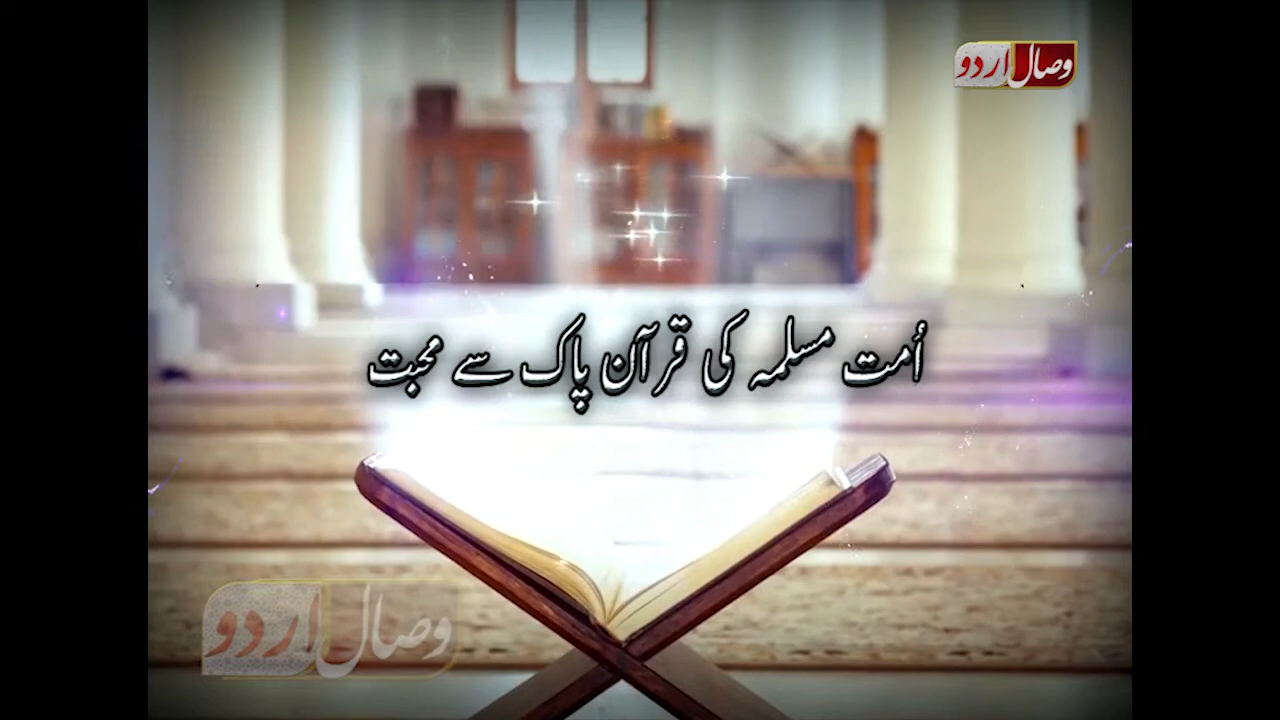 وصال اردو
اُمت مسلمہ کی قرآن پاک سے محبت
وصال اردو